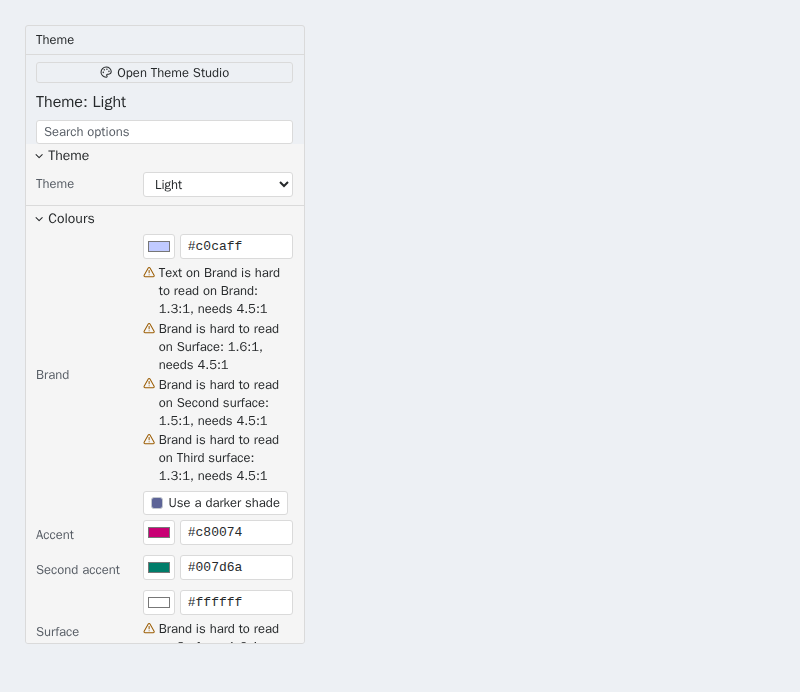 Theme
Open Theme Studio
Theme: Light
Search options
Theme
Theme
Light
Colours
Brand
#c0caff
Text on Brand is hard
to read on Brand:
1.3:1, needs 4.5:1
Brand is hard to read
on Surface: 1.6:1,
needs 4.5:1
Brand is hard to read
on Second surface:
1.5:1, needs 4.5:1
Brand is hard to read
on Third surface:
1.3:1, needs 4.5:1
Use a darker shade
Accent
#c80074
Second accent
#007d6a
Surface
#ffffff
Brand is hard to read